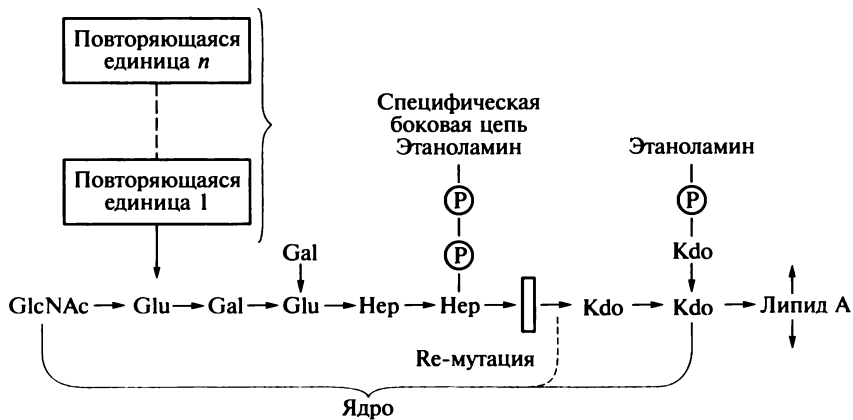 Повторяющаяся
единица n
Повторяющаяся
единица 1
Специфическая
боковая цепь
Этаноламин
Этаноламин
P
P
P
Gal
Kdo
GlcNAc → Glu → Gal → Glu → Hep → Hep → Kdo → Kdo → Липид А
Re-мутация
Ядро